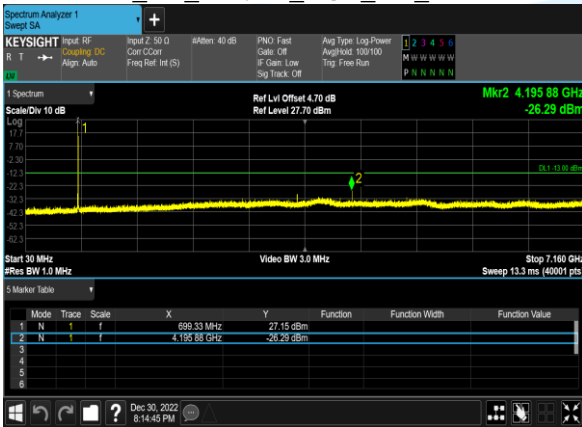 Spectrum Analyzer 1
Swept SA
KEYSIGHT Input: RF Input Z: 50 Ω #Atten: 40 dB PNO: Fast Avg Type: Log-Power 1 2 3 4 5 6
R T Coupling: DC Corr CCorr Gate: Off Avg|Hold: 100/100 M W W W W W
Align: Auto Freq Ref: Int (S) IF Gain: Low Trig: Free Run
LU Sig Track: Off P N N N N N
1 Spectrum Ref Lvl Offset 4.70 dB Mkr2 4.195 88 GHz
Scale/Div 10 dB Ref Level 27.70 dBm -26.29 dBm
Log
1
17.7
7.70
-2.30
-12.3 DL1 -13.00 dBm
-22.3 2
-32.3
-42.3
-52.3
-62.3
Start 30 MHz Video BW 3.0 MHz Stop 7.160 GHz
#Res BW 1.0 MHz Sweep 13.3 ms (40001 pts)
5 Marker Table
Mode Trace Scale X Y Function Function Width Function Value
1 N 1 f 699.33 MHz 27.15 dBm
2 N 1 f 4.195 88 GHz -26.29 dBm
3
4
5
6
? Dec 30, 2022
8:14:45 PM